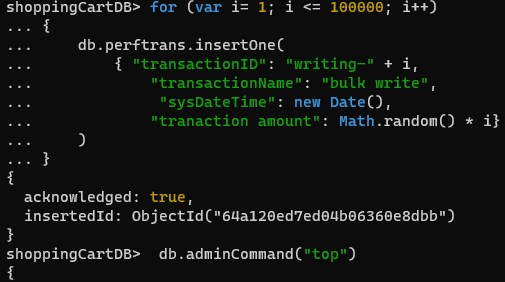 shoppingCartDB> for (var i= 1; i <= 100000; i++)
... {
...     db.perftrans.insertOne(
...         { "transactionID": "writing-" + i,
...             "transactionName": "bulk write",
...              "sysDateTime": new Date(),
...             "tranaction amount": Math.random() * i}
...     )
... }
{
  acknowledged: true,
  insertedId: ObjectId("64a120ed7ed04b06360e8dbb")
}
shoppingCartDB>  db.adminCommand("top")
{